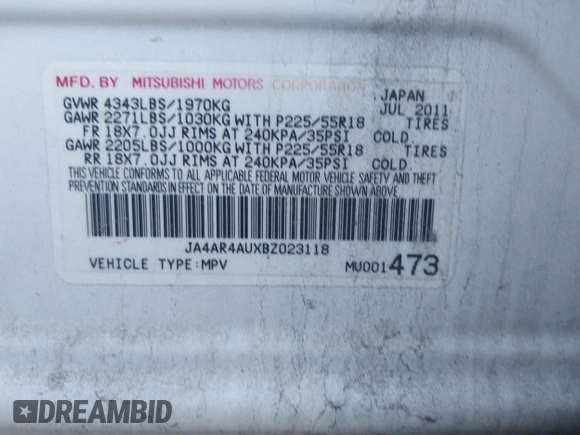 MFD. BY MITSUBISHI MOTORS CORPORATION
GVWR 4343LBS/1970KG JAPAN JUL 2011
GAWR 2271LBS/1030KG WITH P225/55R18 TIRES
FR 18X7.0JJ RIMS AT 240KPA/35PSI COLD
GAWR 2205LBS/1000KG WITH P225/55R18 TIRES
RR 18X7.0JJ RIMS AT 240KPA/35PSI COLD
THIS VEHICLE CONFORMS TO ALL APPLICABLE FEDERAL MOTOR VEHICLE SAFETY AND THEFT
PREVENTION STANDARDS IN EFFECT ON THE DATE OF MANUFACTURE SHOWN ABOVE.
JA4AR4AUXBZ023118
VEHICLE TYPE:MPV MU001473
DREAMBID